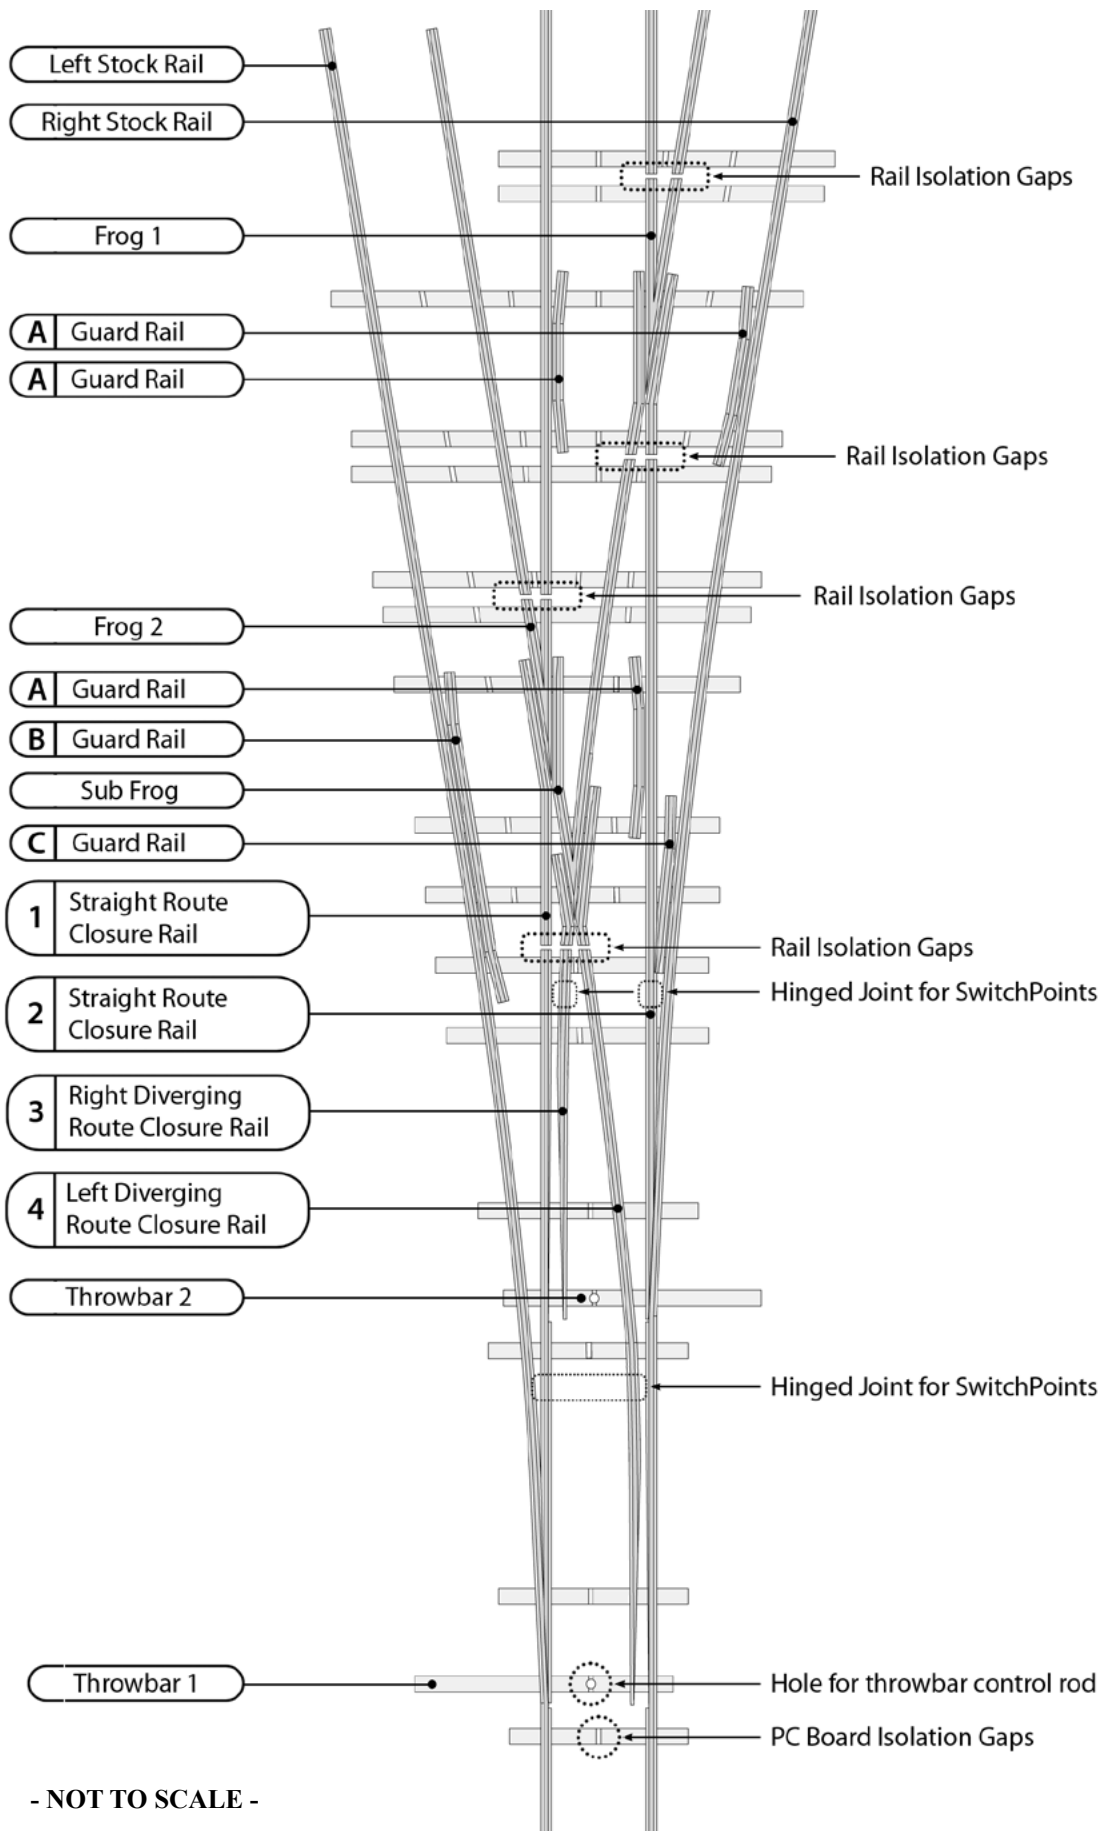 Left Stock Rail
Right Stock Rail
Rail Isolation Gaps
Frog 1
A Guard Rail
A Guard Rail
Rail Isolation Gaps
Rail Isolation Gaps
Frog 2
A Guard Rail
B Guard Rail
Sub Frog
C Guard Rail
1 Straight Route
Closure Rail
Rail Isolation Gaps
Hinged Joint for SwitchPoints
2 Straight Route
Closure Rail
3 Right Diverging
Route Closure Rail
4 Left Diverging
Route Closure Rail
Throwbar 2
Hinged Joint for SwitchPoints
Throwbar 1
Hole for throwbar control rod
PC Board Isolation Gaps
- NOT TO SCALE -